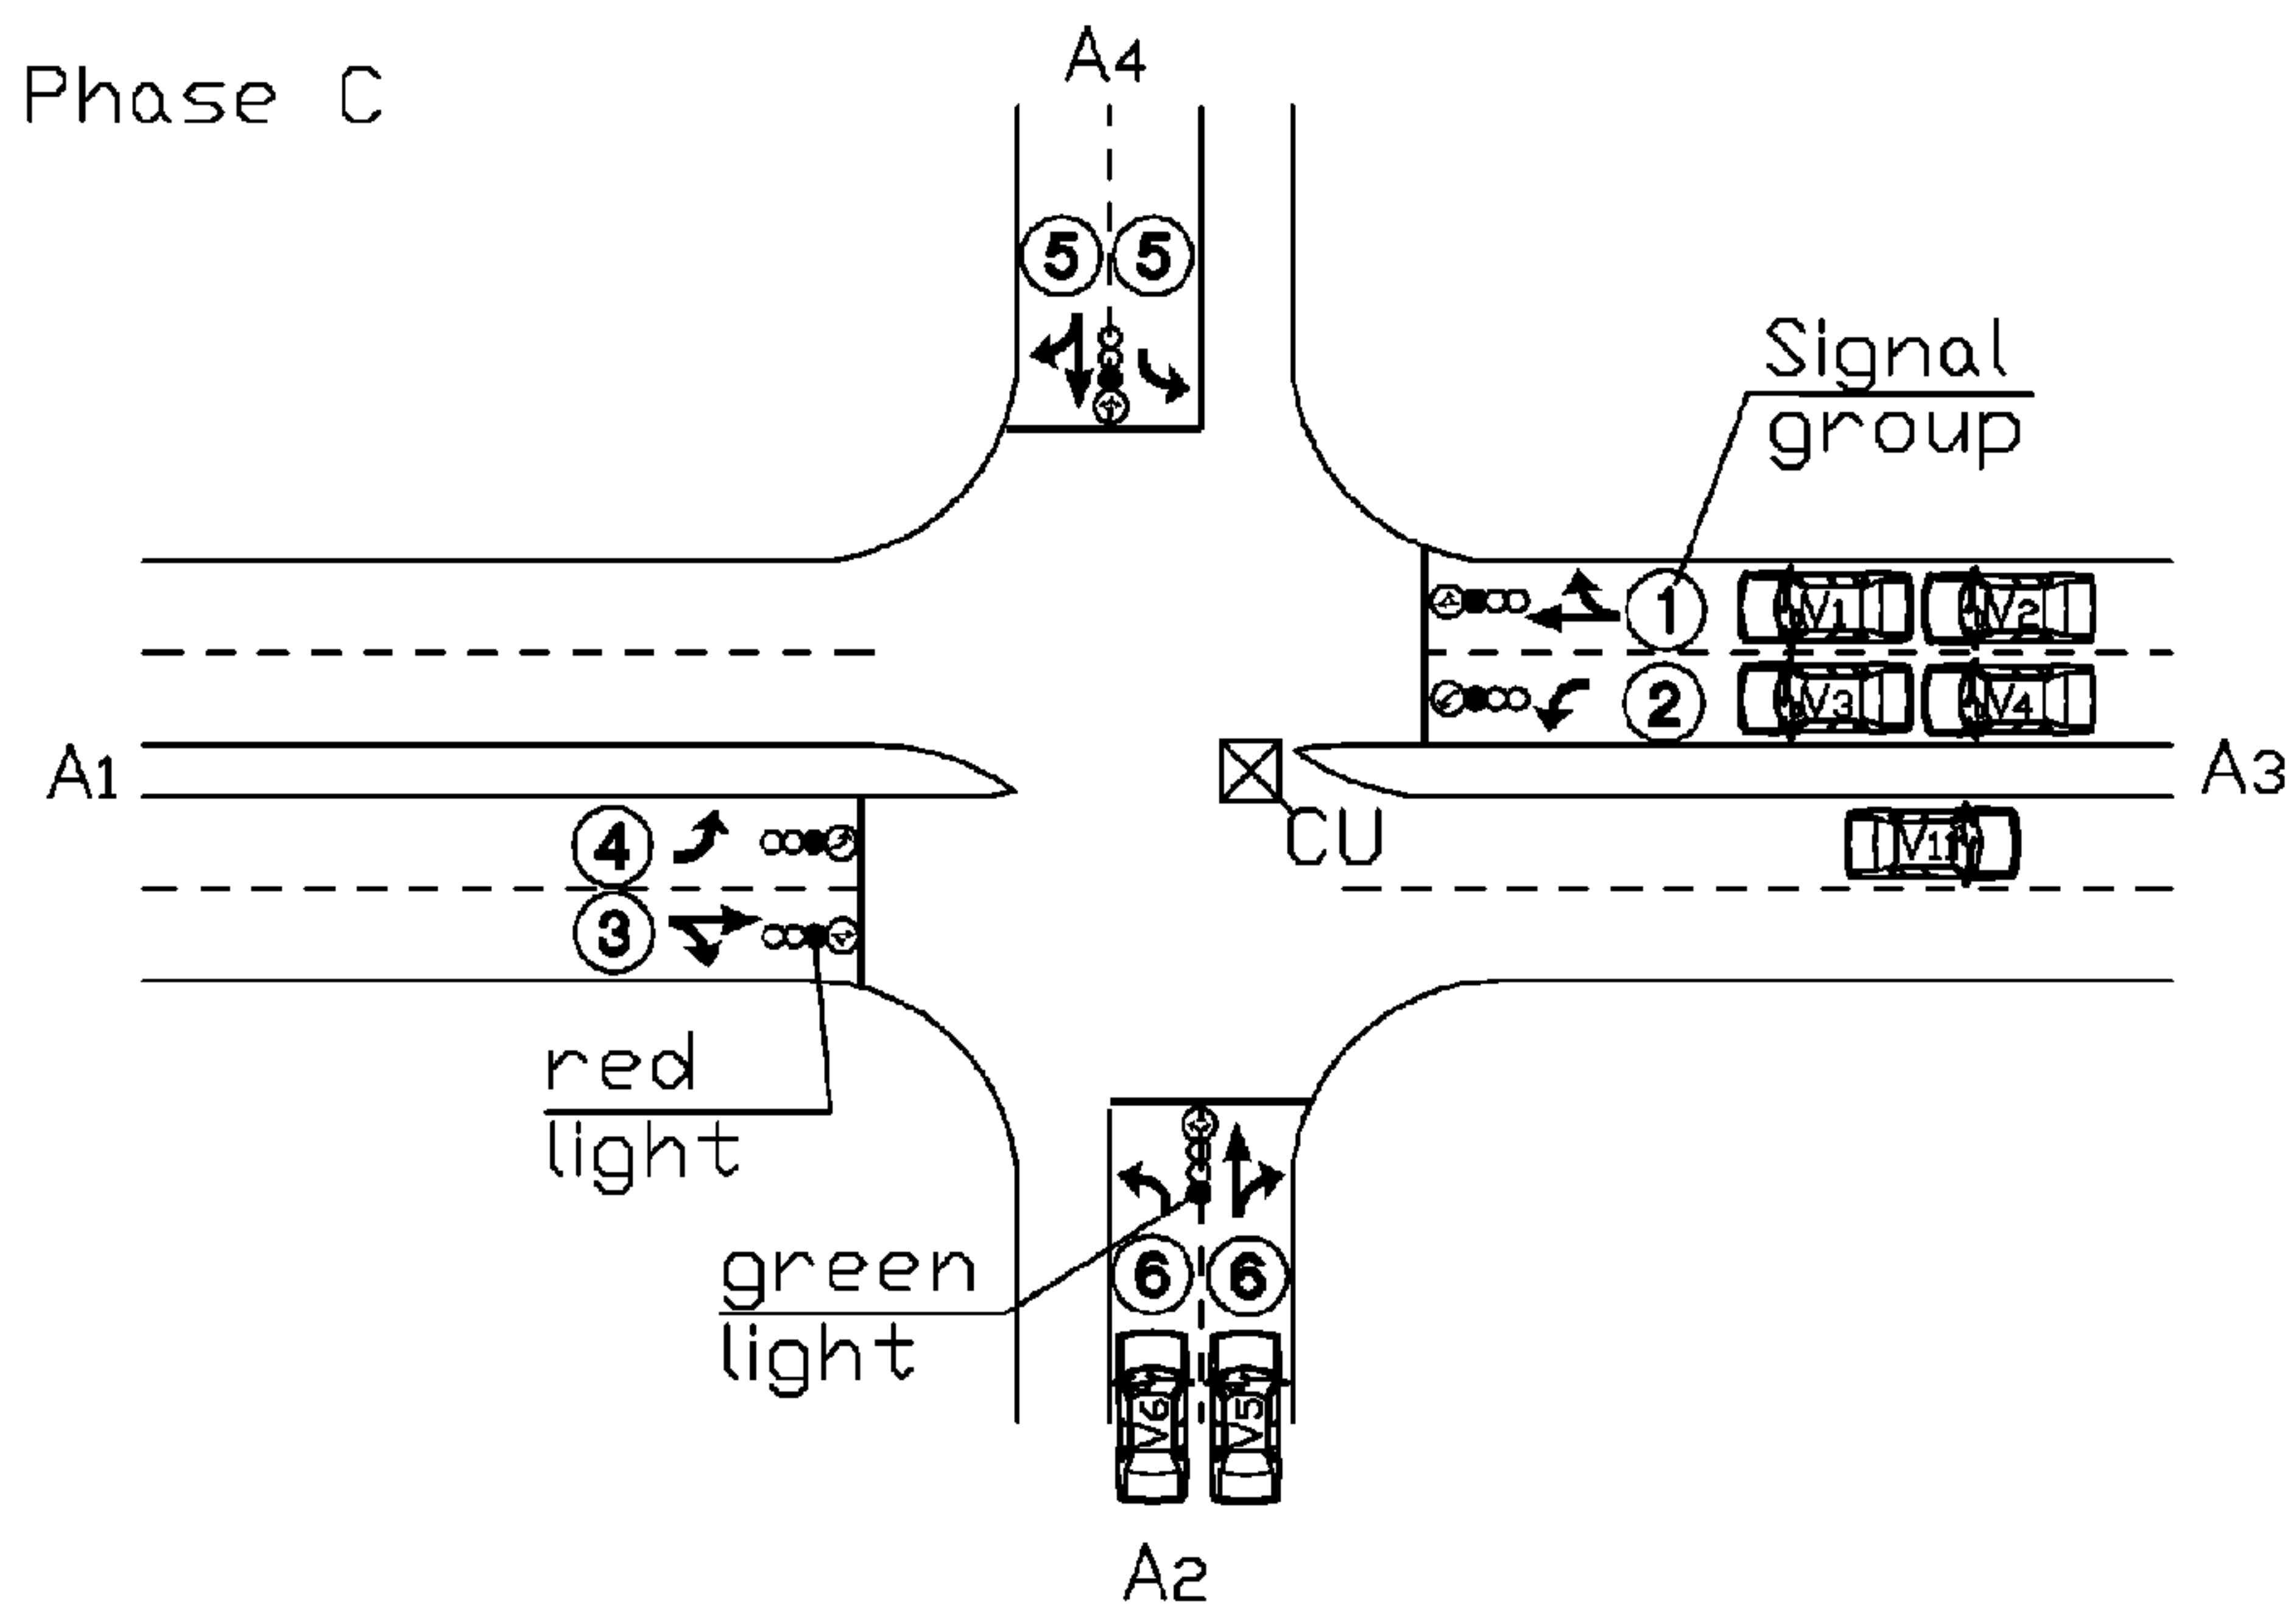 Phase C
A4
5 5
Signal
group
1 V1 V2
2 V3 V4
A1
A3
CU
4
V11
3
red
light
green
light
6 6
V6 V5
A2